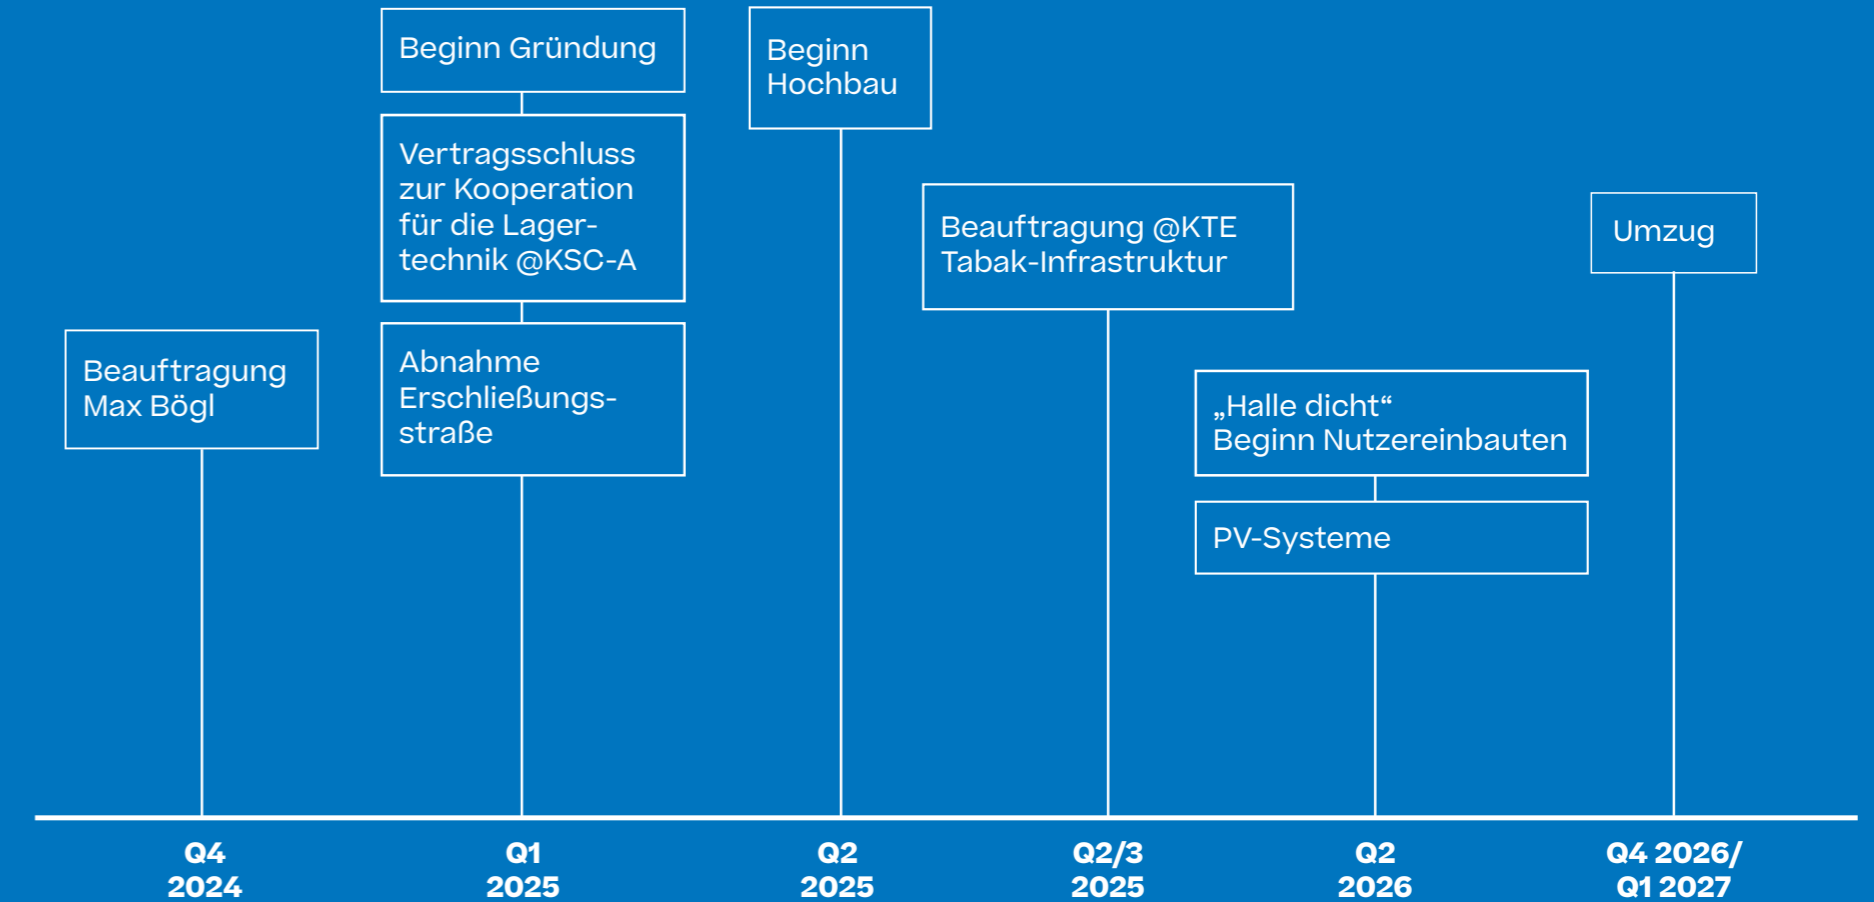 Beauftragung
Max Bögl
Beginn Gründung
Vertragsschluss
zur Kooperation
für die Lager-
technik @KSC-A
Abnahme
Erschließungs-
straße
Beginn
Hochbau
Beauftragung @KTE
Tabak-Infrastruktur
„Halle dicht“
Beginn Nutzereinbauten
PV-Systeme
Umzug
Q4
2024
Q1
2025
Q2
2025
Q2/3
2025
Q2
2026
Q4 2026/
Q1 2027